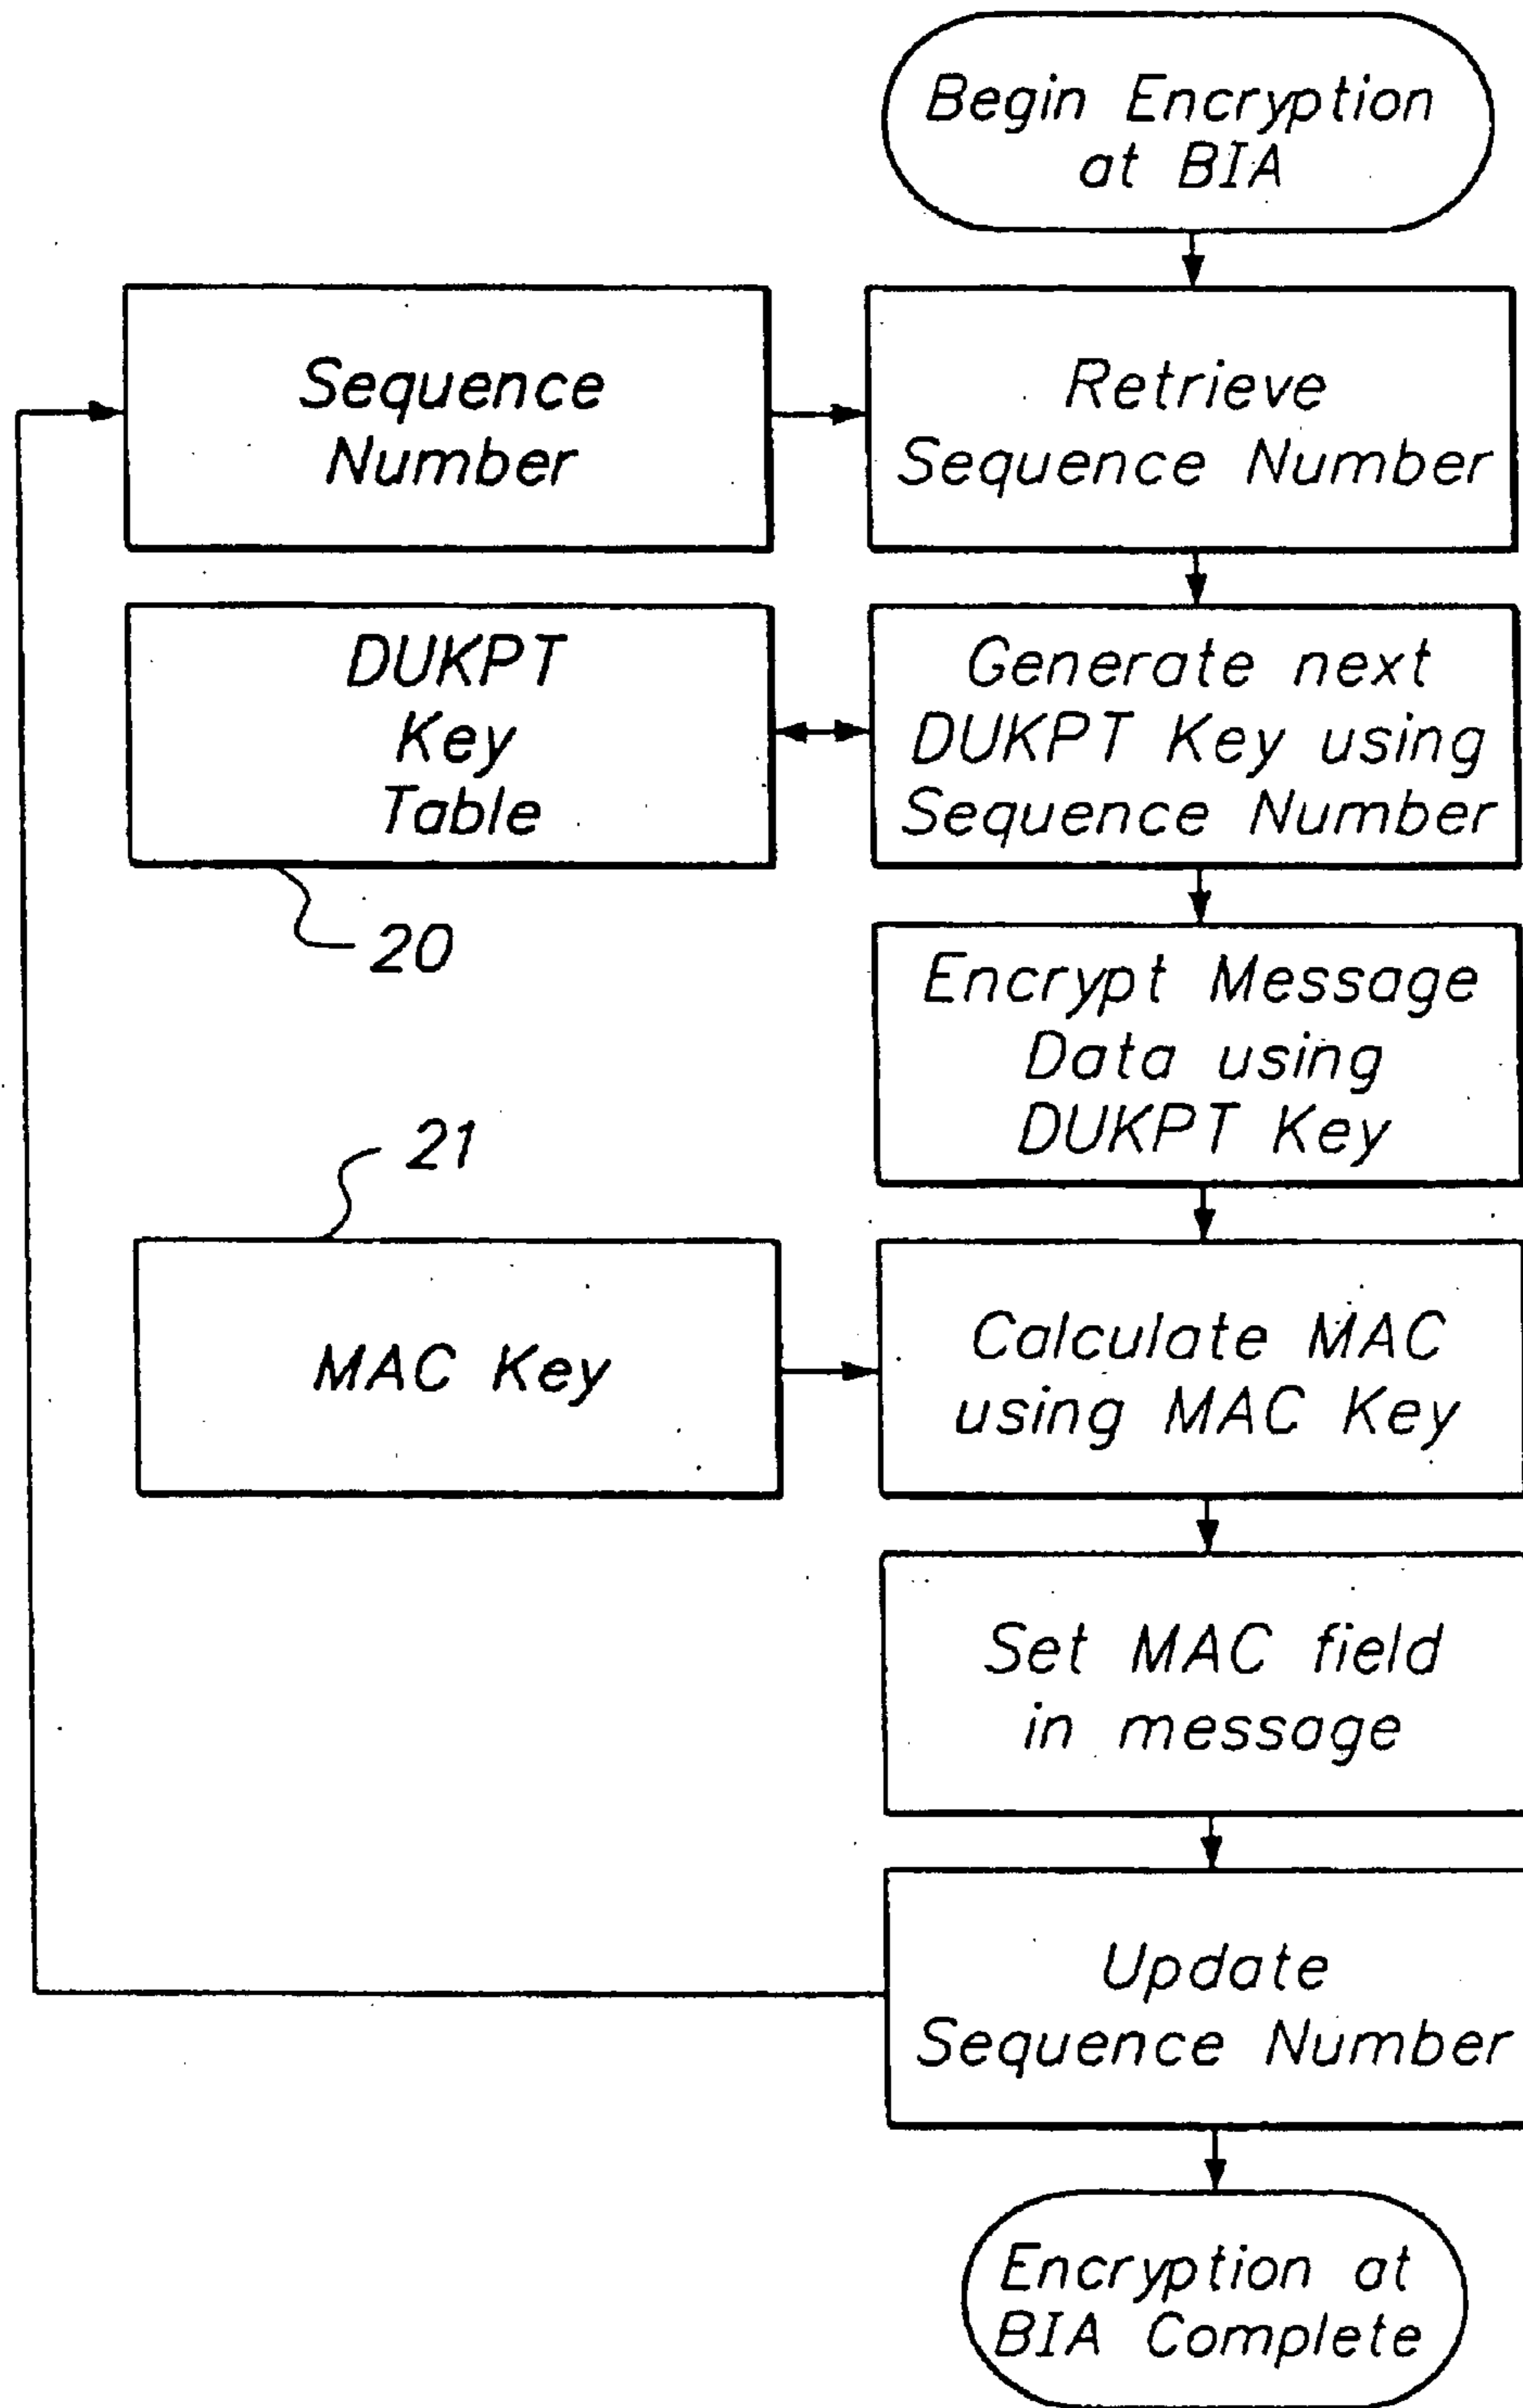 Begin Encryption
at BIA
Sequence
Number
Retrieve
Sequence Number
DUKPT
Key
Table
20
Generate next
DUKPT Key using
Sequence Number
Encrypt Message
Data using
DUKPT Key
21
MAC Key
Calculate MAC
using MAC Key
Set MAC field
in message
Update
Sequence Number
Encryption at
BIA Complete